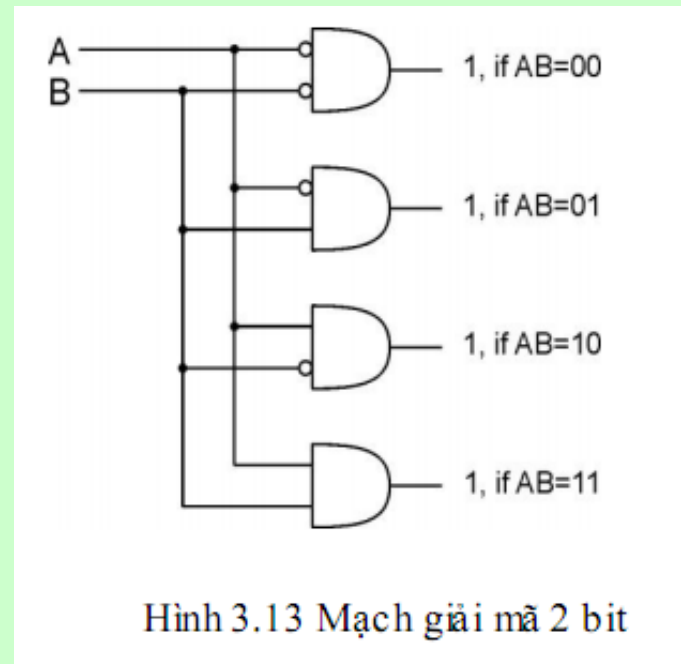 A
1, if AB=00
B
1, if AB=01
1, if AB=10
1, if AB=11
Hình 3.13 Mạch giải mã 2 bit